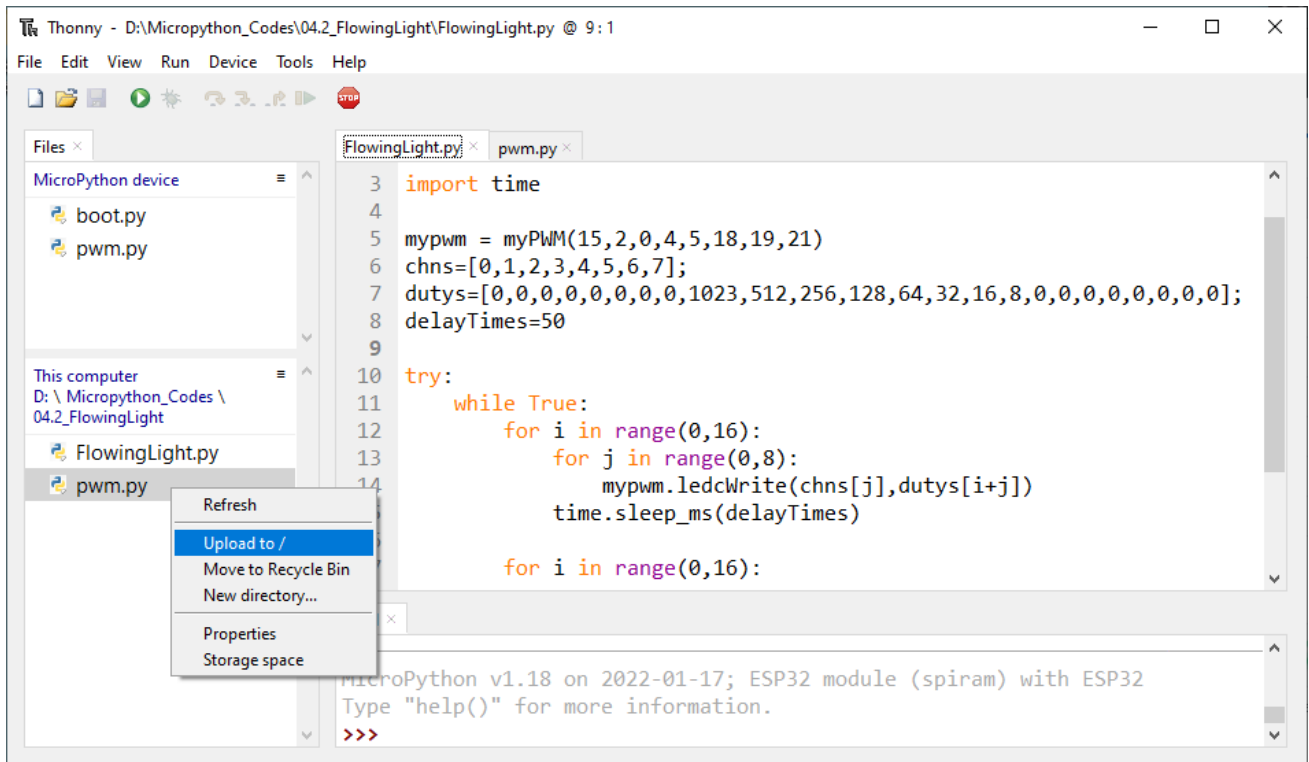 Thonny - D:\Micropython_Codes\04.2_FlowingLight\FlowingLight.py @ 9:1
File Edit View Run Device Tools Help
STOP
Files
MicroPython device
boot.py
pwm.py
This computer
D: \ Micropython_Codes \
04.2_FlowingLight
FlowingLight.py
pwm.py
Refresh
Upload to /
Move to Recycle Bin
New directory...
Properties
Storage space
FlowingLight.py pwm.py
3 import time
4
5 mypwm = myPWM(15,2,0,4,5,18,19,21)
6 chns=[0,1,2,3,4,5,6,7];
7 dutys=[0,0,0,0,0,0,0,0,1023,512,256,128,64,32,16,8,0,0,0,0,0,0,0,0];
8 delayTimes=50
9
10 try:
11 while True:
12 for i in range(0,16):
13 for j in range(0,8):
14 mypwm.ledcWrite(chns[j],dutys[i+j])
time.sleep_ms(delayTimes)
for i in range(0,16):
MicroPython v1.18 on 2022-01-17; ESP32 module (spiram) with ESP32
Type "help()" for more information.
>>>